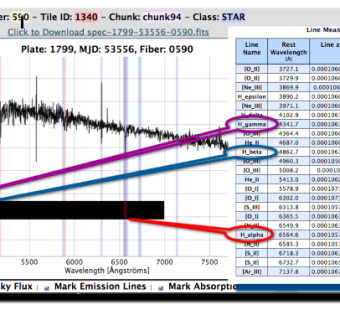 er: 590 - Tile ID: 1340 - Chunk: chunk94 - Class: STAR
Click to Download spec-1799-53556-0590.fits
Plate: 1799, MJD: 53556, Fiber: 0590
Line Meas
Line Name Rest Wavelength [Å] Line z
[O_II] 3727.1 0.000106
[O_II] 3729.9 0.000106
[Ne_III] 3869.9 0.000106
H_epsilon 3890.2 0.000106
[Ne_III] 3971.1 0.000106
H_delta 4102.9 0.000106
H_gamma 4341.7 0.000106
[O_III] 4364.4 0.000106
He_II 4687.0 0.000106
H_beta 4862.7 0.000106
[O_III] 4960.3 0.000105
[O_III] 5008.2 0.00010
He_II 5413.0 0.000106
[O_I] 5578.9 0.000107
[O_I] 6302.0 0.000107
[S_III] 6313.8 0.000105
[O_I] 6365.5 0.000106
[N_II] 6549.9 0.000106
H_alpha 6564.6 0.000105
[N_II] 6585.3 0.000105
[S_II] 6718.3 0.000106
[S_II] 6732.7 0.000106
[Ar_III] 7137.8 0.000106
5500 6000 6500 7000 7500
Wavelength [Ångströms]
ky Flux | Mark Emission Lines | Mark Absorptio